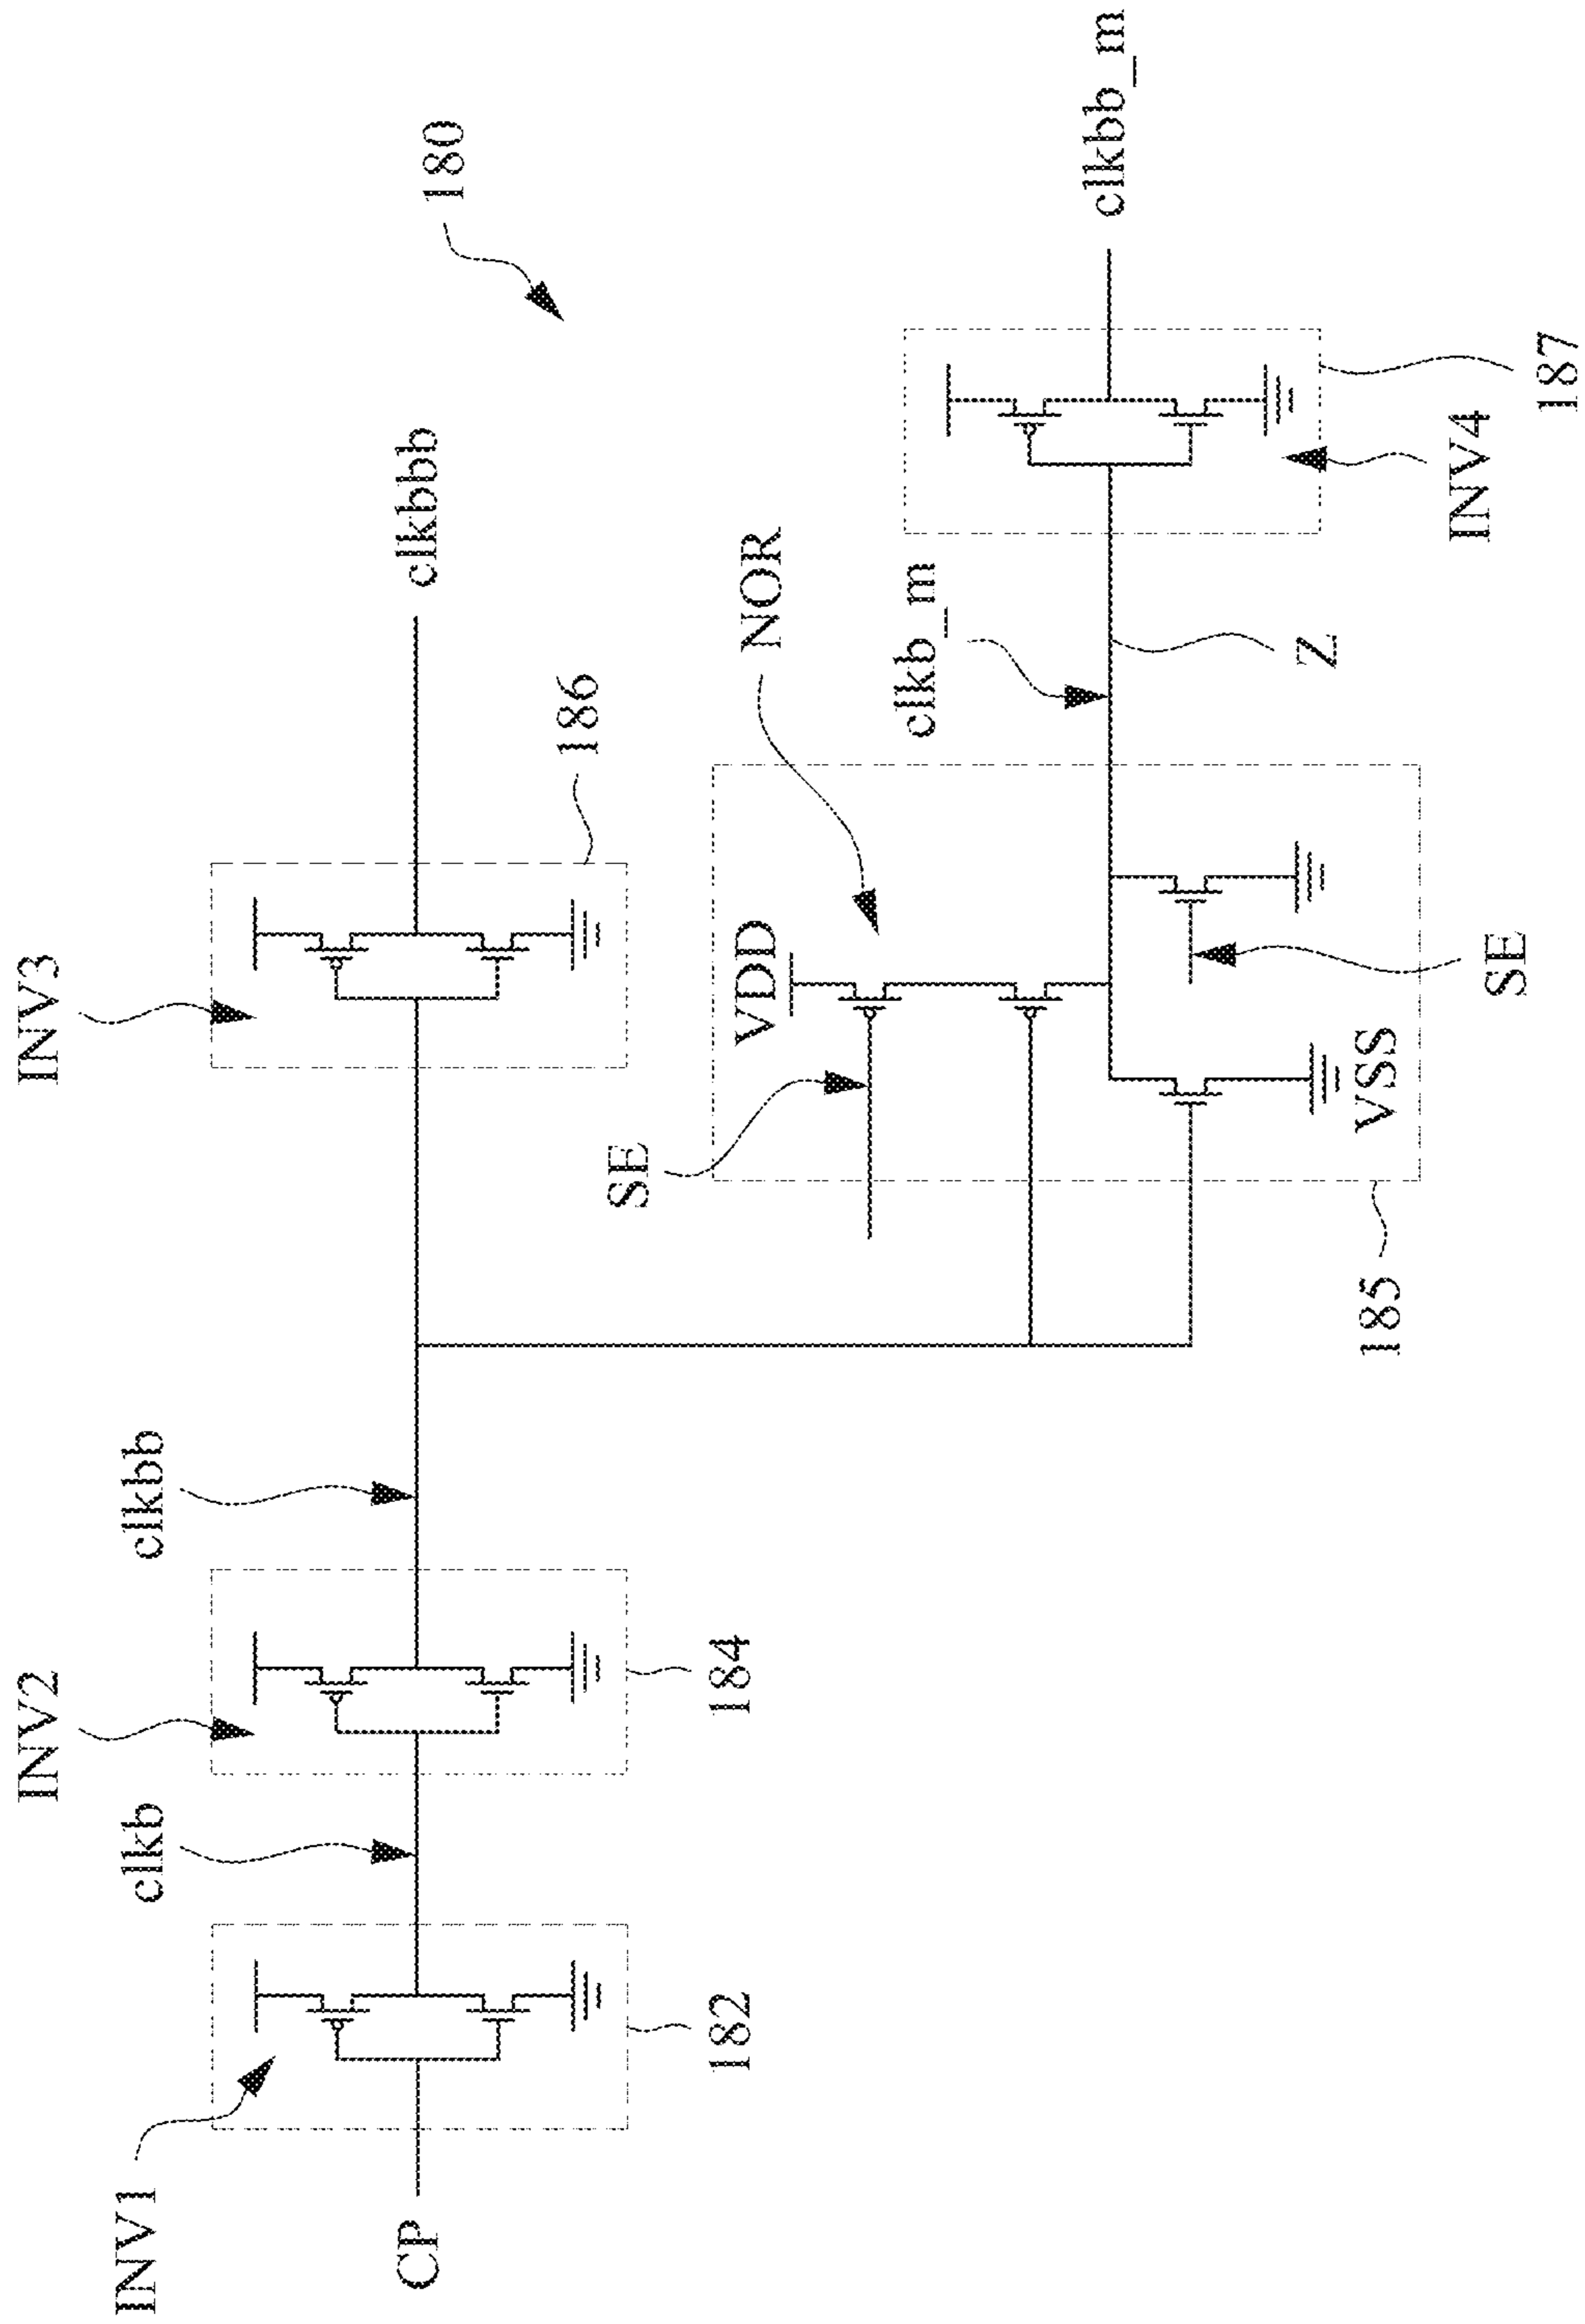 INV1
CP
182
clkb
INV2
184
clkbb
INV3
186
clkbbb
180
185
SE
VDD
VSS
SE
NOR
clkb_m
Z
INV4
187
clkbb_m